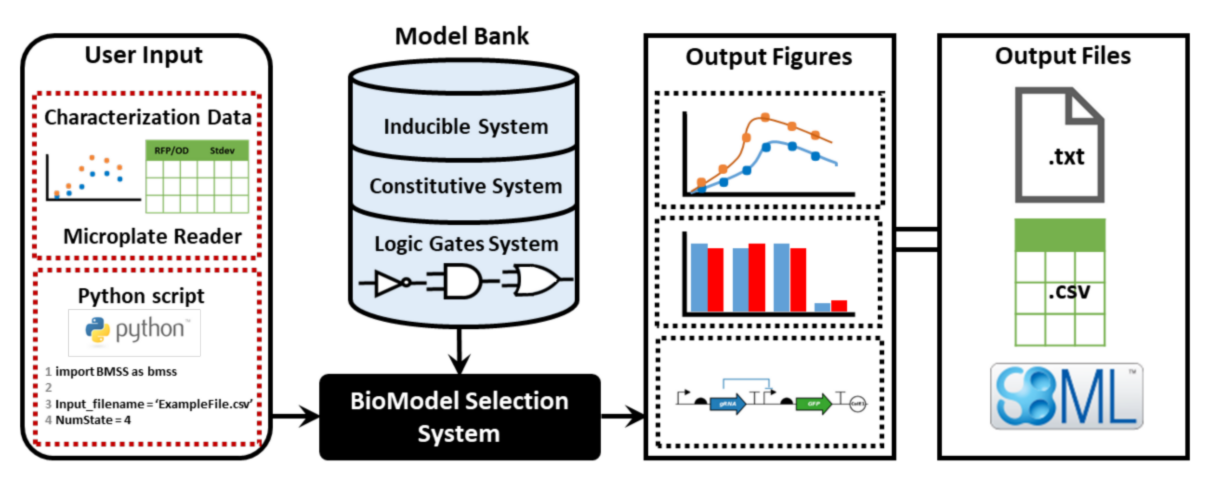 User Input
Characterization Data
RFP/OD Stdev
Microplate Reader
Python script
python™
1 import BMSS as bmss
2
3 Input_filename = ‘ExampleFile.csv’
4 NumState = 4
Model Bank
Inducible System
Constitutive System
Logic Gates System
BioModel Selection
System
Output Figures
gRNA
GFP
Output Files
.txt
.csv
SBML™